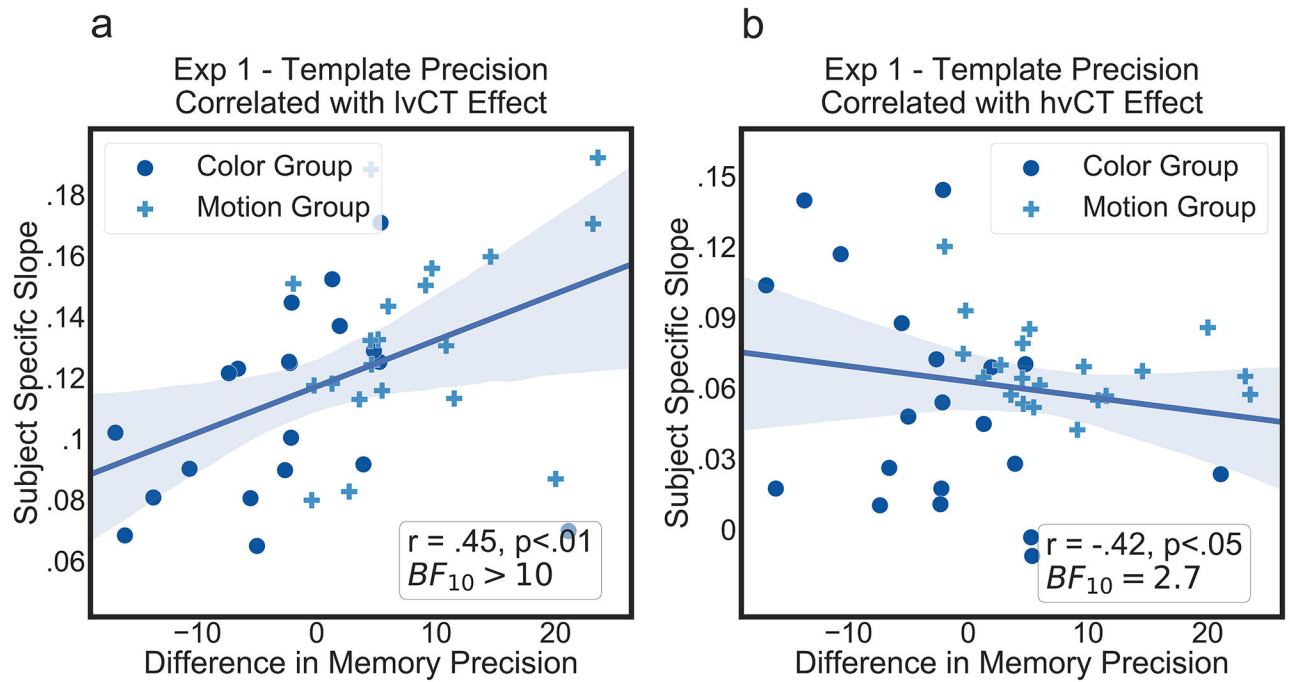 a
Exp 1 - Template Precision
Correlated with lvCT Effect
Color Group
Motion Group
Subject Specific Slope
.18
.16
.14
.12
.1
.08
.06
r = .45, p<.01
BF10 > 10
−10 0 10 20
Difference in Memory Precision
b
Exp 1 - Template Precision
Correlated with hvCT Effect
Color Group
Motion Group
Subject Specific Slope
.15
.12
.09
.06
.03
0
r = -.42, p<.05
BF10 = 2.7
−10 0 10 20
Difference in Memory Precision